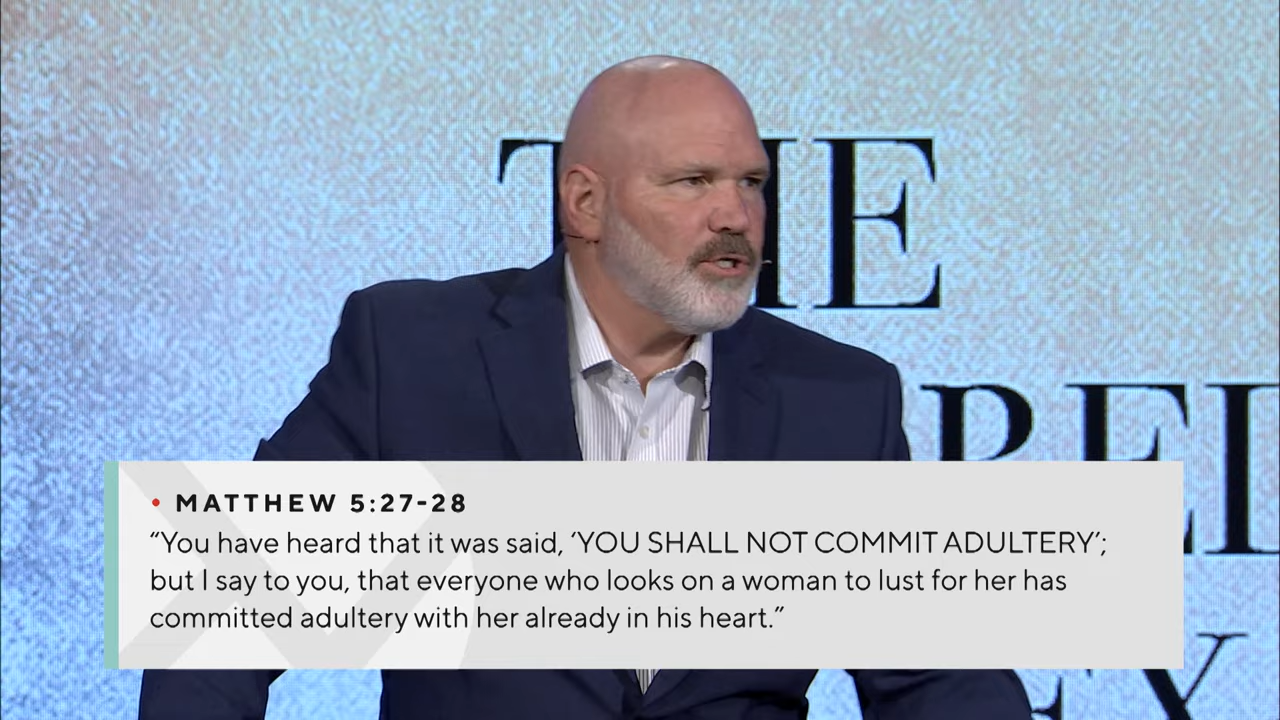 THE
• MATTHEW 5:27-28
“You have heard that it was said, ‘YOU SHALL NOT COMMIT ADULTERY’;
but I say to you, that everyone who looks on a woman to lust for her has
committed adultery with her already in his heart.”